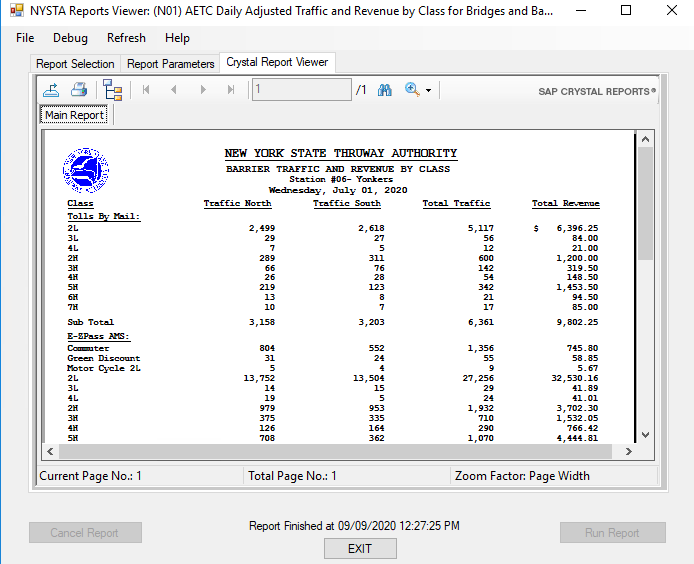 NYSTA Reports Viewer: (N01) AETC Daily Adjusted Traffic and Revenue by Class for Bridges and Ba...
File Debug Refresh Help
Report Selection Report Parameters Crystal Report Viewer
1 /1 SAP CRYSTAL REPORTS®
Main Report
NEW YORK STATE THRUWAY AUTHORITY
BARRIER TRAFFIC AND REVENUE BY CLASS
Station #06- Yonkers
Wednesday, July 01, 2020
Class Traffic North Traffic South Total Traffic Total Revenue
Tolls By Mail:
2L 2,499 2,618 5,117 $ 6,396.25
3L 29 27 56 84.00
4L 7 5 12 21.00
2H 289 311 600 1,200.00
3H 66 76 142 319.50
4H 26 28 54 148.50
5H 219 123 342 1,453.50
6H 13 8 21 94.50
7H 10 7 17 85.00
Sub Total 3,158 3,203 6,361 9,802.25
E-ZPass AMS:
Commuter 804 552 1,356 745.80
Green Discount 31 24 55 58.85
Motor Cycle 2L 5 4 9 5.67
2L 13,752 13,504 27,256 32,530.16
3L 14 15 29 41.89
4L 19 5 24 41.01
2H 979 953 1,932 3,702.30
3H 375 335 710 1,532.05
4H 126 164 290 766.42
5H 708 362 1,070 4,444.81
Current Page No.: 1 Total Page No.: 1 Zoom Factor: Page Width
Report Finished at 09/09/2020 12:27:25 PM
Cancel Report EXIT Run Report